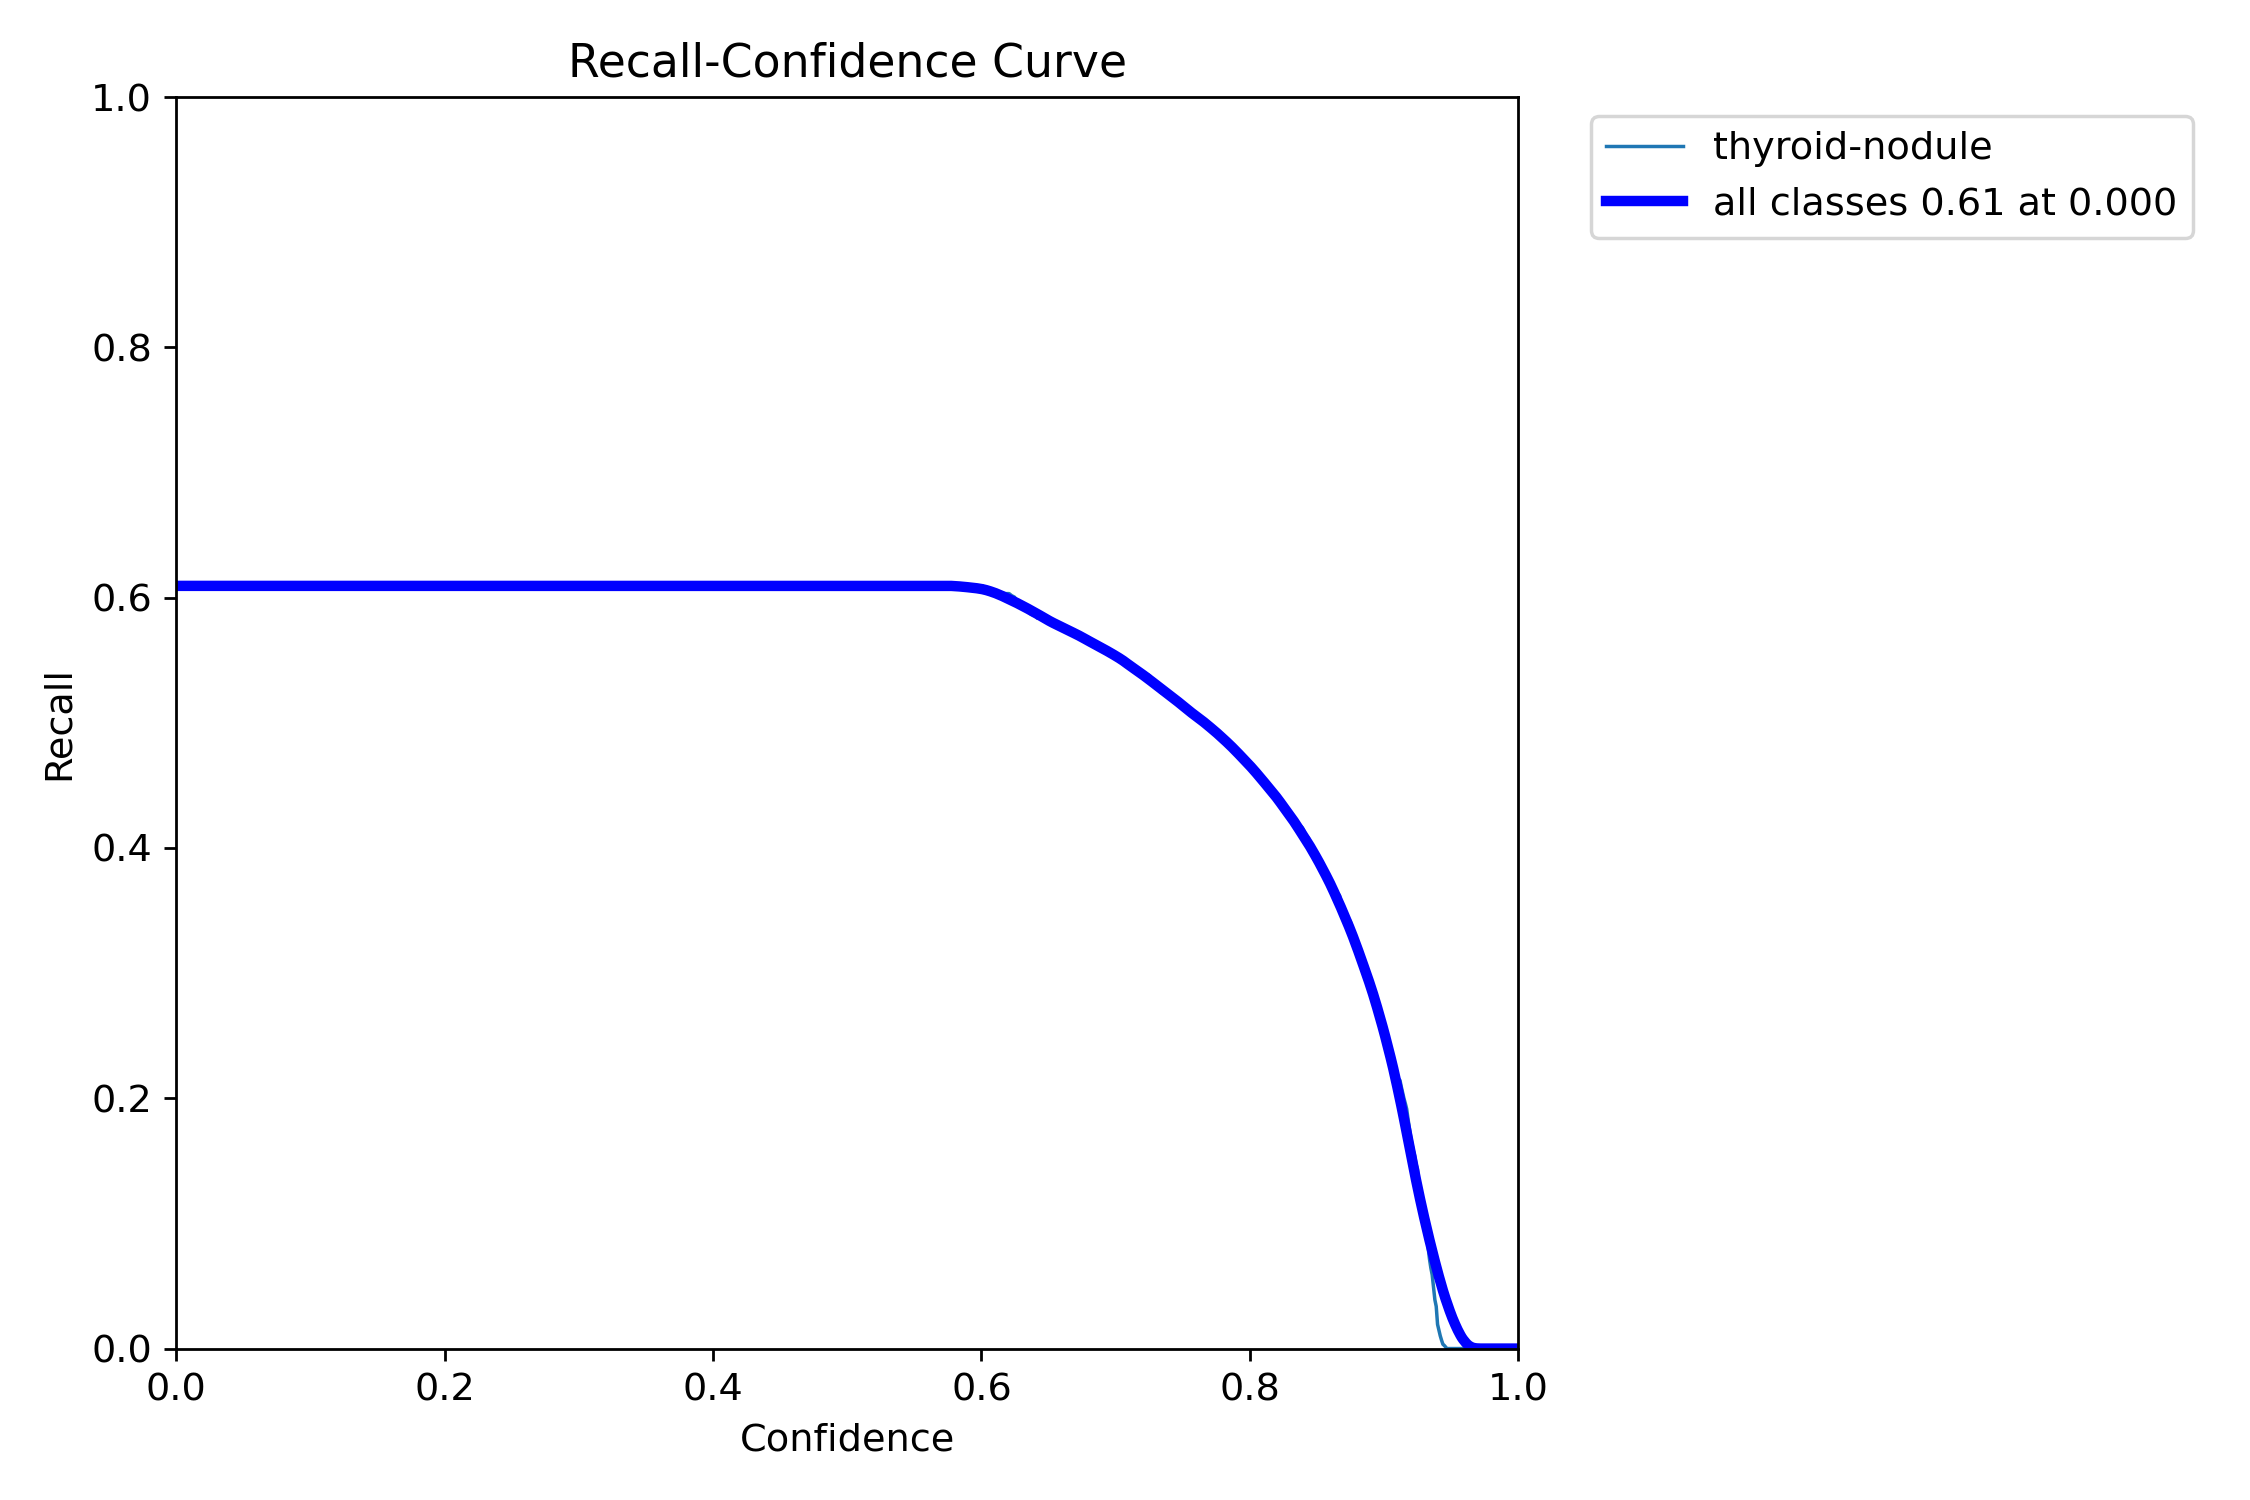 Recall-Confidence Curve
1.0
0.8
0.6
0.4
0.2
0.0
Recall
0.0 0.2 0.4 0.6 0.8 1.0
Confidence
thyroid-nodule
all classes 0.61 at 0.000